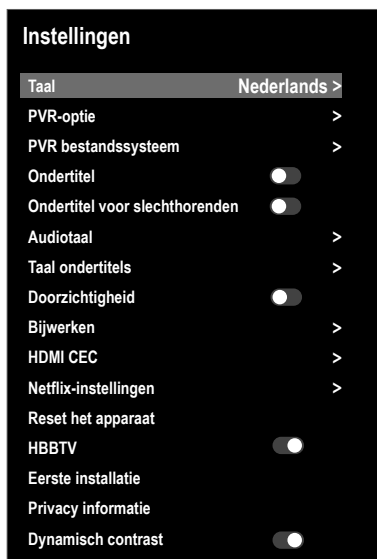 Instellingen
Taal Nederlands >
PVR-optie >
PVR bestandssysteem >
Ondertitel
Ondertitel voor slechthorenden
Audiotaal >
Taal ondertitels >
Doorzichtigheid
Bijwerken >
HDMI CEC >
Netflix-instellingen >
Reset het apparaat
HBBTV
Eerste installatie
Privacy informatie
Dynamisch contrast